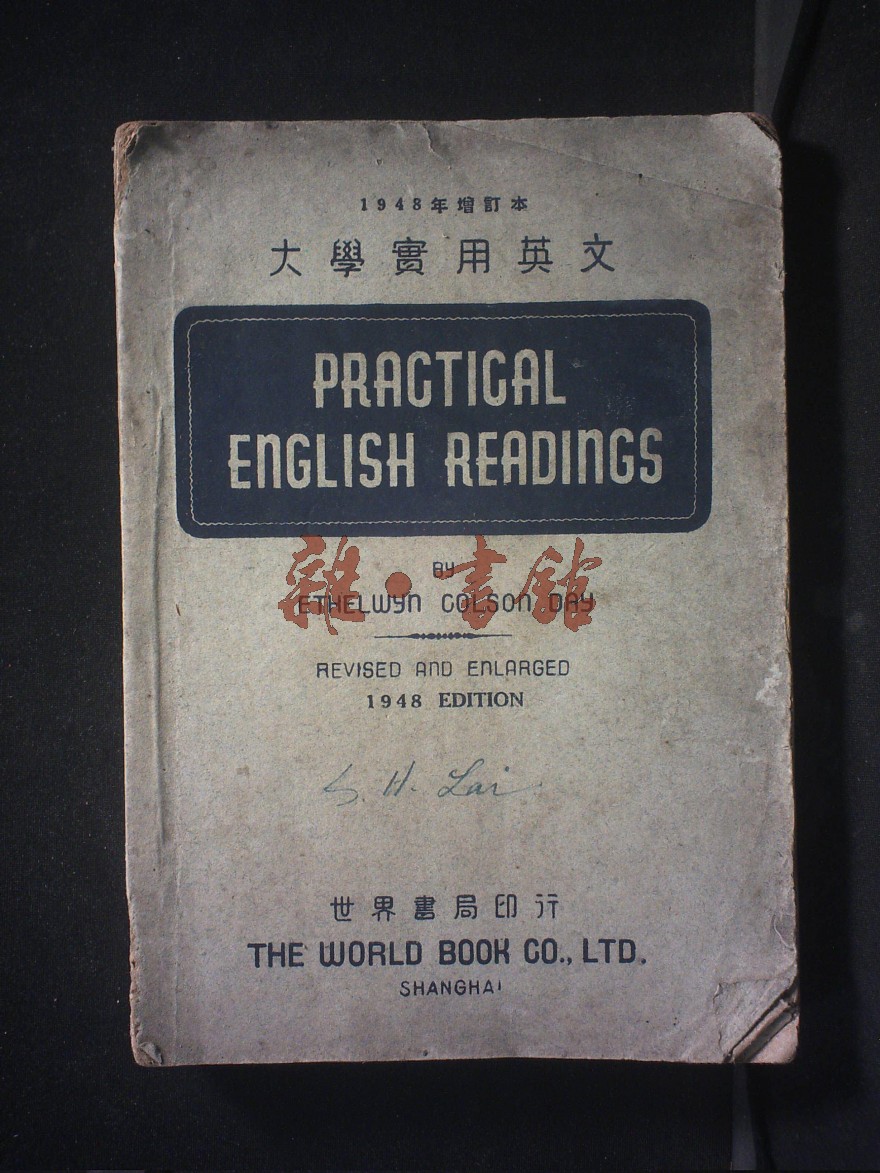 1948年增訂本
大學實用英文
PRACTICAL
ENGLISH READINGS
BY
雜·書館
ETHELWYN COLSON DAY
REVISED AND ENLARGED
1948 EDITION
S. H. Lai
世界書局印行
THE WORLD BOOK CO., LTD.
SHANGHAI